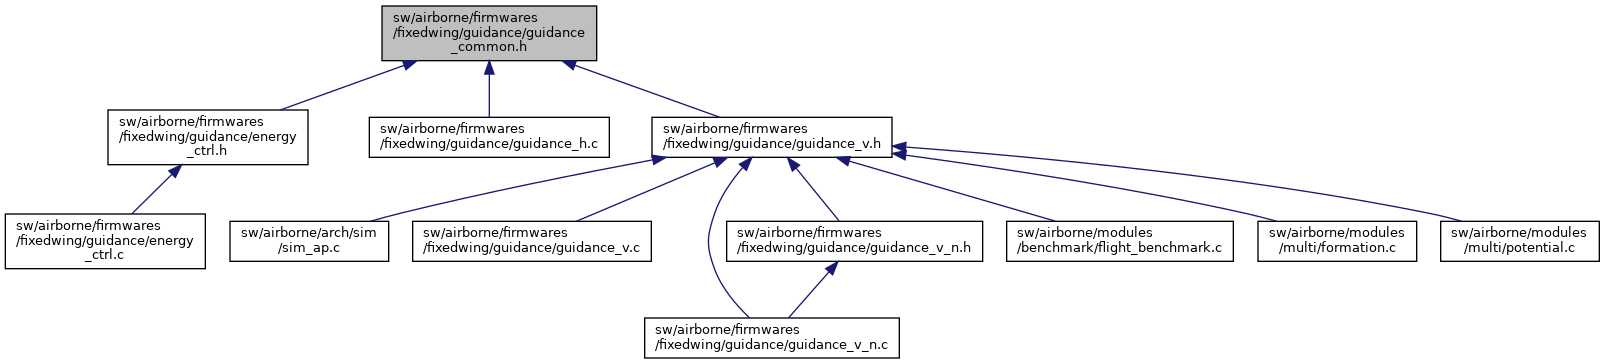 sw/airborne/firmwares
/fixedwing/guidance/guidance
_common.h
sw/airborne/firmwares
/fixedwing/guidance/energy
_ctrl.h
sw/airborne/firmwares
/fixedwing/guidance/guidance_h.c
sw/airborne/firmwares
/fixedwing/guidance/guidance_v.h
sw/airborne/firmwares
/fixedwing/guidance/energy
_ctrl.c
sw/airborne/arch/sim
/sim_ap.c
sw/airborne/firmwares
/fixedwing/guidance/guidance_v.c
sw/airborne/firmwares
/fixedwing/guidance/guidance_v_n.h
sw/airborne/modules
/benchmark/flight_benchmark.c
sw/airborne/modules
/multi/formation.c
sw/airborne/modules
/multi/potential.c
sw/airborne/firmwares
/fixedwing/guidance/guidance_v_n.c